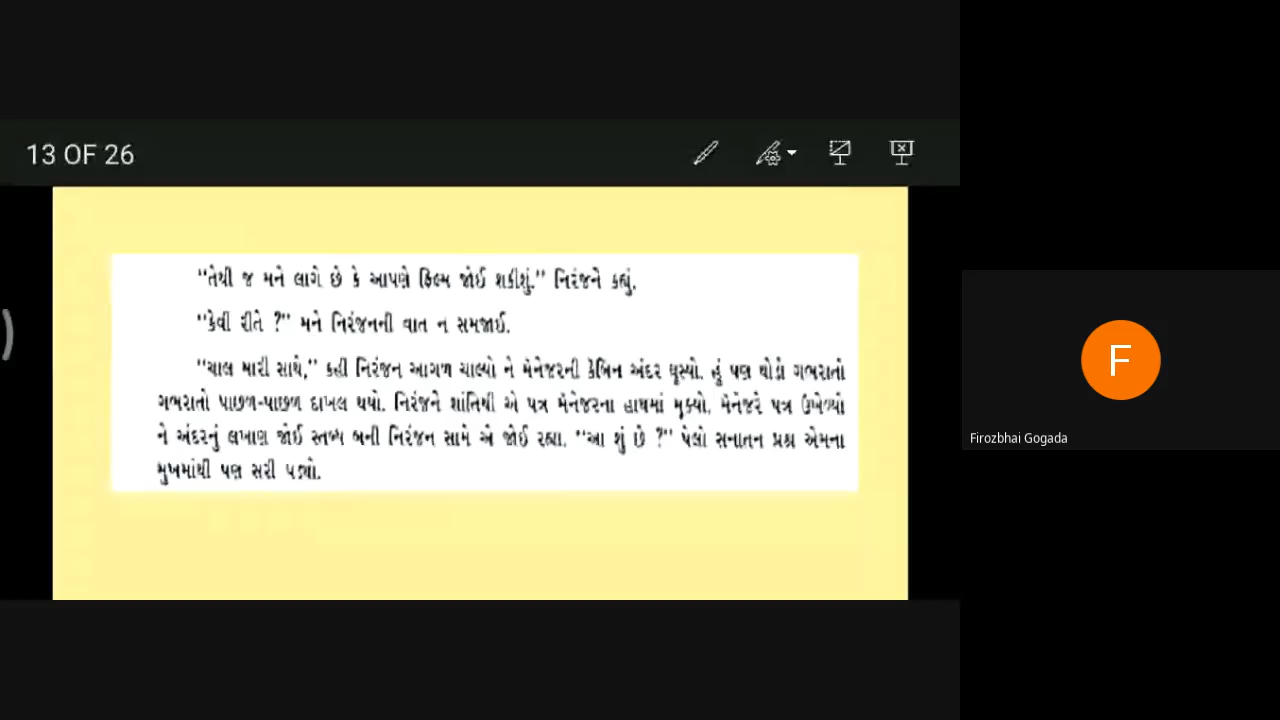 13 OF 26
“તેથી જ મને લાગે છે કે આપણે ફિલ્મ જોઈ શકીશું.” નિરંજને કહ્યું.
“કેવી રીતે ?” મને નિરંજનની વાત ન સમજાઈ.
“ચાલ મારી સાથે,” કહી નિરંજન આગળ ચાલ્યો ને મૅનેજરની કૅબિન અંદર ઘૂસ્યો. હું પણ થોડો ગભરાતો
ગભરાતો પાછળ-પાછળ દાખલ થયો. નિરંજને શાંતિથી એ પત્ર મૅનેજરના હાથમાં મૂક્યો. મૅનેજરે પત્ર ઉખેળ્યો
ને અંદરનું લખાણ જોઈ સ્તબ્ધ બની નિરંજન સામે એ જોઈ રહ્યા. “આ શું છે ?” પેલો સનાતન પ્રશ્ન એમના
મુખમાંથી પણ સરી પડ્યો.
F
Firozbhai Gogada